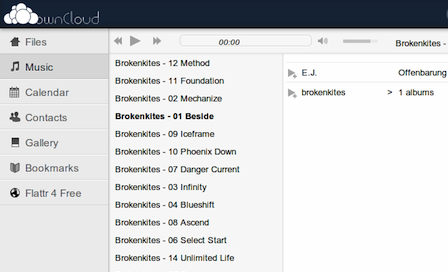 ownCloud
00:00
Brokenkites -
Files
Music
Calendar
Contacts
Gallery
Bookmarks
Flattr 4 Free
Brokenkites - 12 Method
Brokenkites - 11 Foundation
Brokenkites - 02 Mechanize
Brokenkites - 01 Beside
Brokenkites - 09 Iceframe
Brokenkites - 10 Phoenix Down
Brokenkites - 07 Danger Current
Brokenkites - 03 Infinity
Brokenkites - 04 Blueshift
Brokenkites - 08 Ascend
Brokenkites - 06 Select Start
Brokenkites - 14 Unlimited Life
E.J. Offenbarung
brokenkites > 1 albums